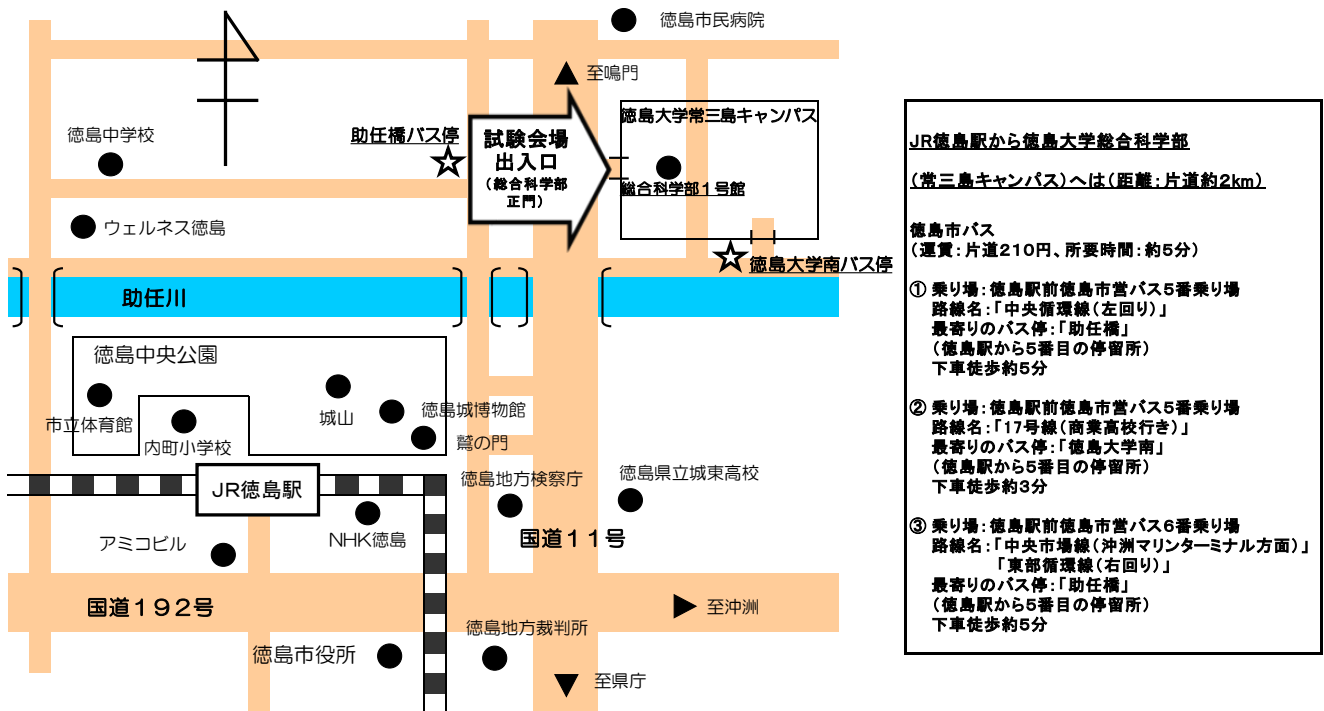 徳島市民病院
至鳴門
徳島中学校
助任橋バス停
試験会場
出入口
(総合科学部
正門)
徳島大学常三島キャンパス
総合科学部1号館
ウェルネス徳島
徳島大学南バス停
助任川
徳島中央公園
市立体育館
内町小学校
城山
徳島城博物館
鷲の門
JR徳島駅
徳島地方検察庁
徳島県立城東高校
NHK徳島
国道11号
アミコビル
国道192号
至沖洲
徳島地方裁判所
徳島市役所
至県庁
JR徳島駅から徳島大学総合科学部
(常三島キャンパス)へは(距離:片道約2km)
徳島市バス
(運賃:片道210円、所要時間:約5分)
① 乗り場:徳島駅前徳島市営バス5番乗り場
路線名:「中央循環線(左回り)」
最寄りのバス停:「助任橋」
(徳島駅から5番目の停留所)
下車徒歩約5分
② 乗り場:徳島駅前徳島市営バス5番乗り場
路線名:「17号線(商業高校行き)」
最寄りのバス停:「徳島大学南」
(徳島駅から5番目の停留所)
下車徒歩約3分
③ 乗り場:徳島駅前徳島市営バス6番乗り場
路線名:「中央市場線(沖洲マリンターミナル方面)」
「東部循環線(右回り)」
最寄りのバス停:「助任橋」
(徳島駅から5番目の停留所)
下車徒歩約5分